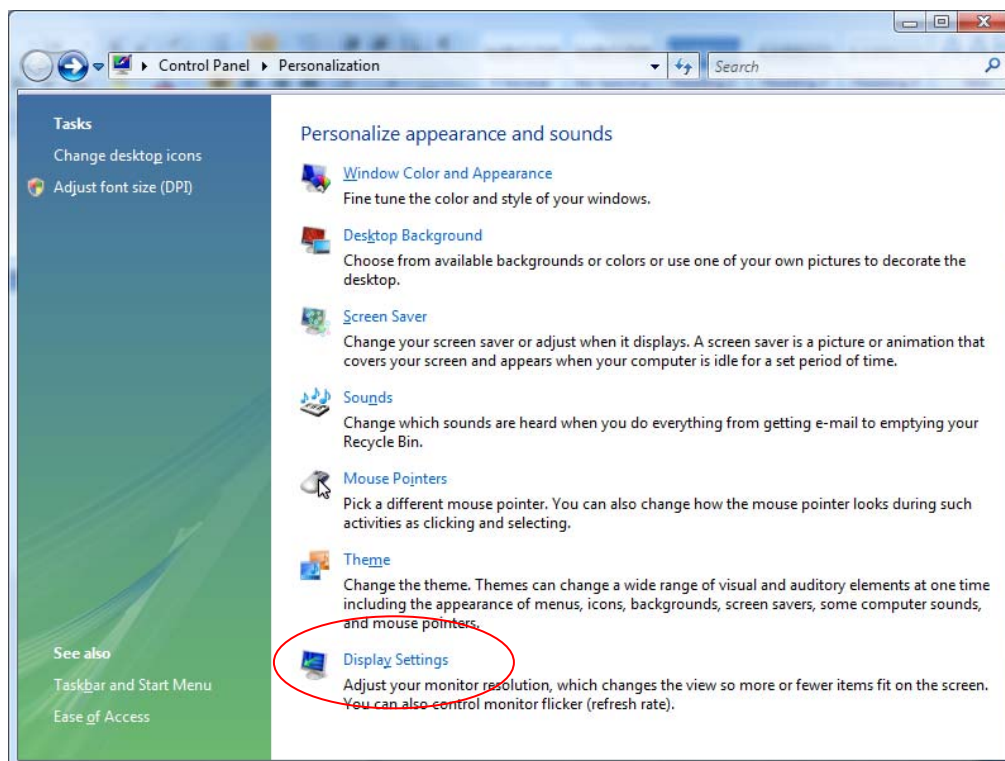 Control Panel Personalization
Search
Tasks
Change desktop icons
Adjust font size (DPI)
Personalize appearance and sounds
Window Color and Appearance
Fine tune the color and style of your windows.
Desktop Background
Choose from available backgrounds or colors or use one of your own pictures to decorate the
desktop.
Screen Saver
Change your screen saver or adjust when it displays. A screen saver is a picture or animation that
covers your screen and appears when your computer is idle for a set period of time.
Sounds
Change which sounds are heard when you do everything from getting e-mail to emptying your
Recycle Bin.
Mouse Pointers
Pick a different mouse pointer. You can also change how the mouse pointer looks during such
activities as clicking and selecting.
Theme
Change the theme. Themes can change a wide range of visual and auditory elements at one time
including the appearance of menus, icons, backgrounds, screen savers, some computer sounds,
and mouse pointers.
Display Settings
Adjust your monitor resolution, which changes the view so more or fewer items fit on the screen.
You can also control monitor flicker (refresh rate).
See also
Taskbar and Start Menu
Ease of Access